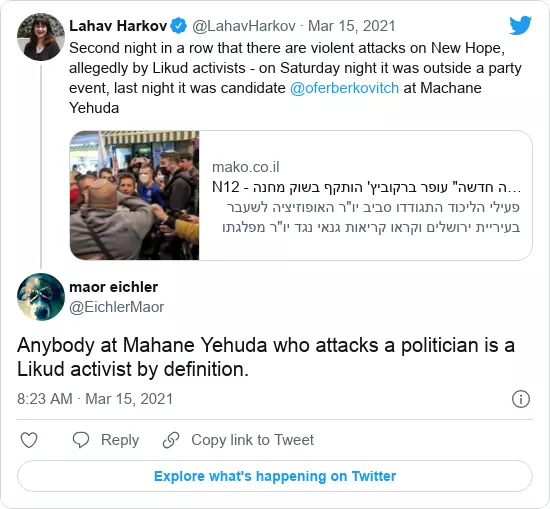 Lahav Harkov @LahavHarkov · Mar 15, 2021
Second night in a row that there are violent attacks on New Hope,
allegedly by Likud activists - on Saturday night it was outside a party
event, last night it was candidate @oferberkovitch at Machane
Yehuda
mako.co.il
N12 - ה חדשה" עופר ברקוביץ' הותקף בשוק מחנה...
פעילי הליכוד התגודדו סביב יו"ר האופוזיציה לשעבר
בעיריית ירושלים וקראו קריאות גנאי נגד יו"ר מפלגתו
maor eichler
@EichlerMaor
Anybody at Mahane Yehuda who attacks a politician is a
Likud activist by definition.
8:23 AM · Mar 15, 2021
Reply
Copy link to Tweet
Explore what's happening on Twitter